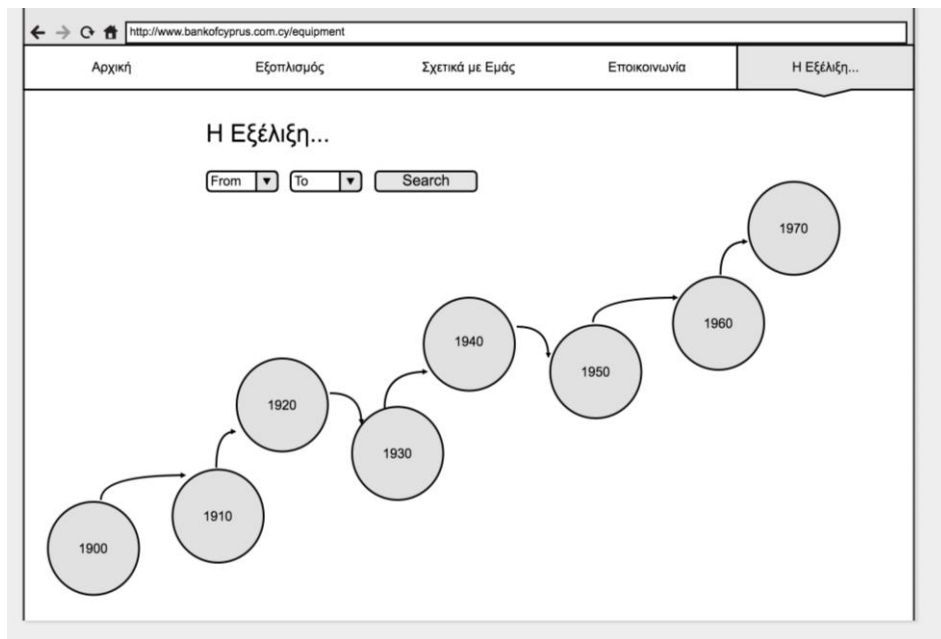 http://www.bankofcyprus.com.cy/equipment
Αρχική Εξοπλισμός Σχετικά με Εμάς Εποικοινωνία Η Εξέλιξη...
Η Εξέλιξη...
From To Search
1970
1960
1940
1950
1920
1930
1910
1900